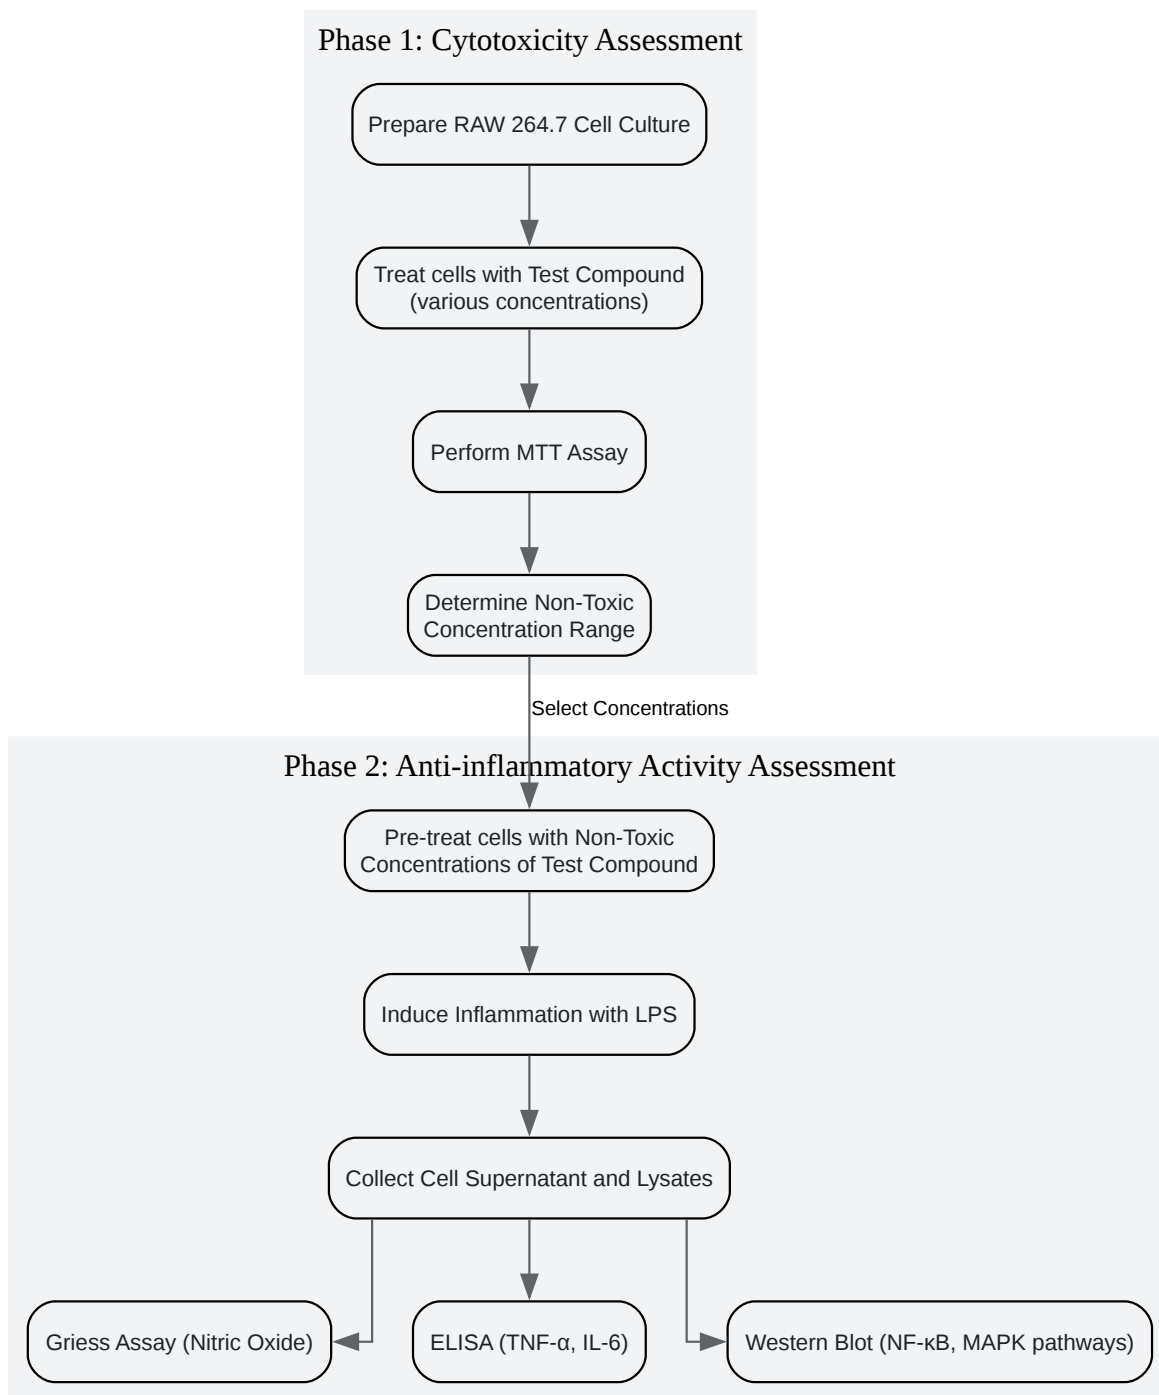 Phase 1: Cytotoxicity Assessment
Prepare RAW 264.7 Cell Culture
Treat cells with Test Compound
(various concentrations)
Perform MTT Assay
Determine Non-Toxic
Concentration Range
Select Concentrations
Phase 2: Anti-inflammatory Activity Assessment
Pre-treat cells with Non-Toxic
Concentrations of Test Compound
Induce Inflammation with LPS
Collect Cell Supernatant and Lysates
Griess Assay (Nitric Oxide)
ELISA (TNF-α, IL-6)
Western Blot (NF-κB, MAPK pathways)